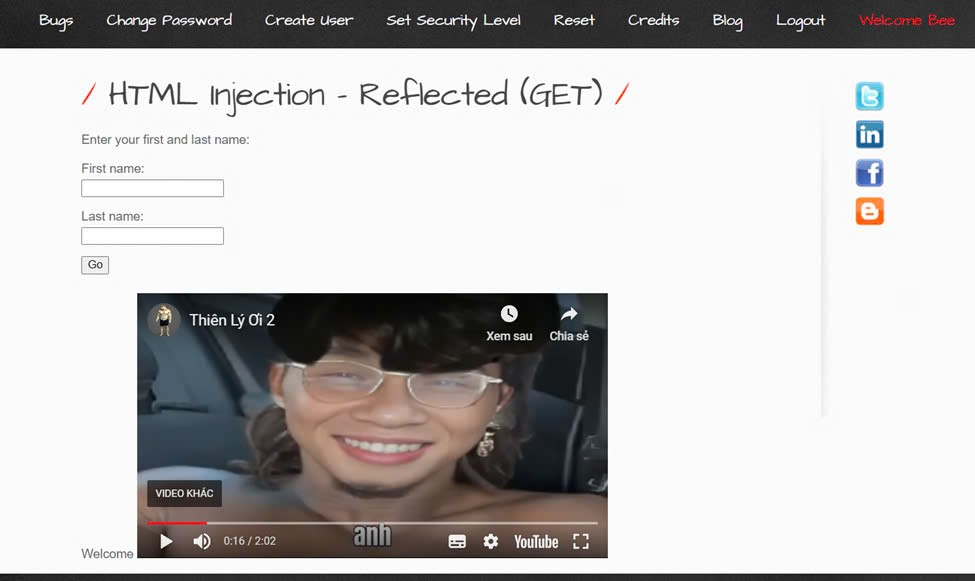 Bugs Change Password Create User Set Security Level Reset Credits Blog Logout Welcome Bee
/ HTML Injection - Reflected (GET) /
Enter your first and last name:
First name:
Last name:
Go
Thiên Lý Ơi 2
Xem sau Chia sẻ
VIDEO KHÁC
anh
0:16 / 2:02 YouTube
Welcome